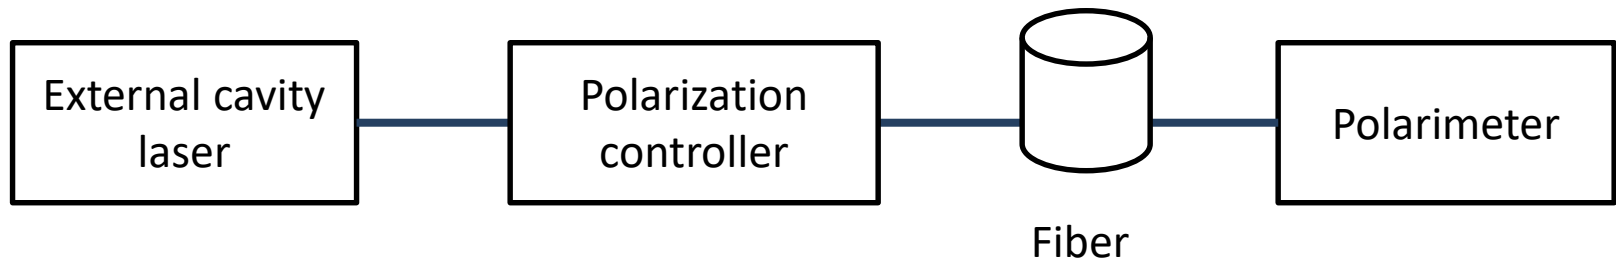 External cavity
laser
Polarization
controller
Fiber
Polarimeter